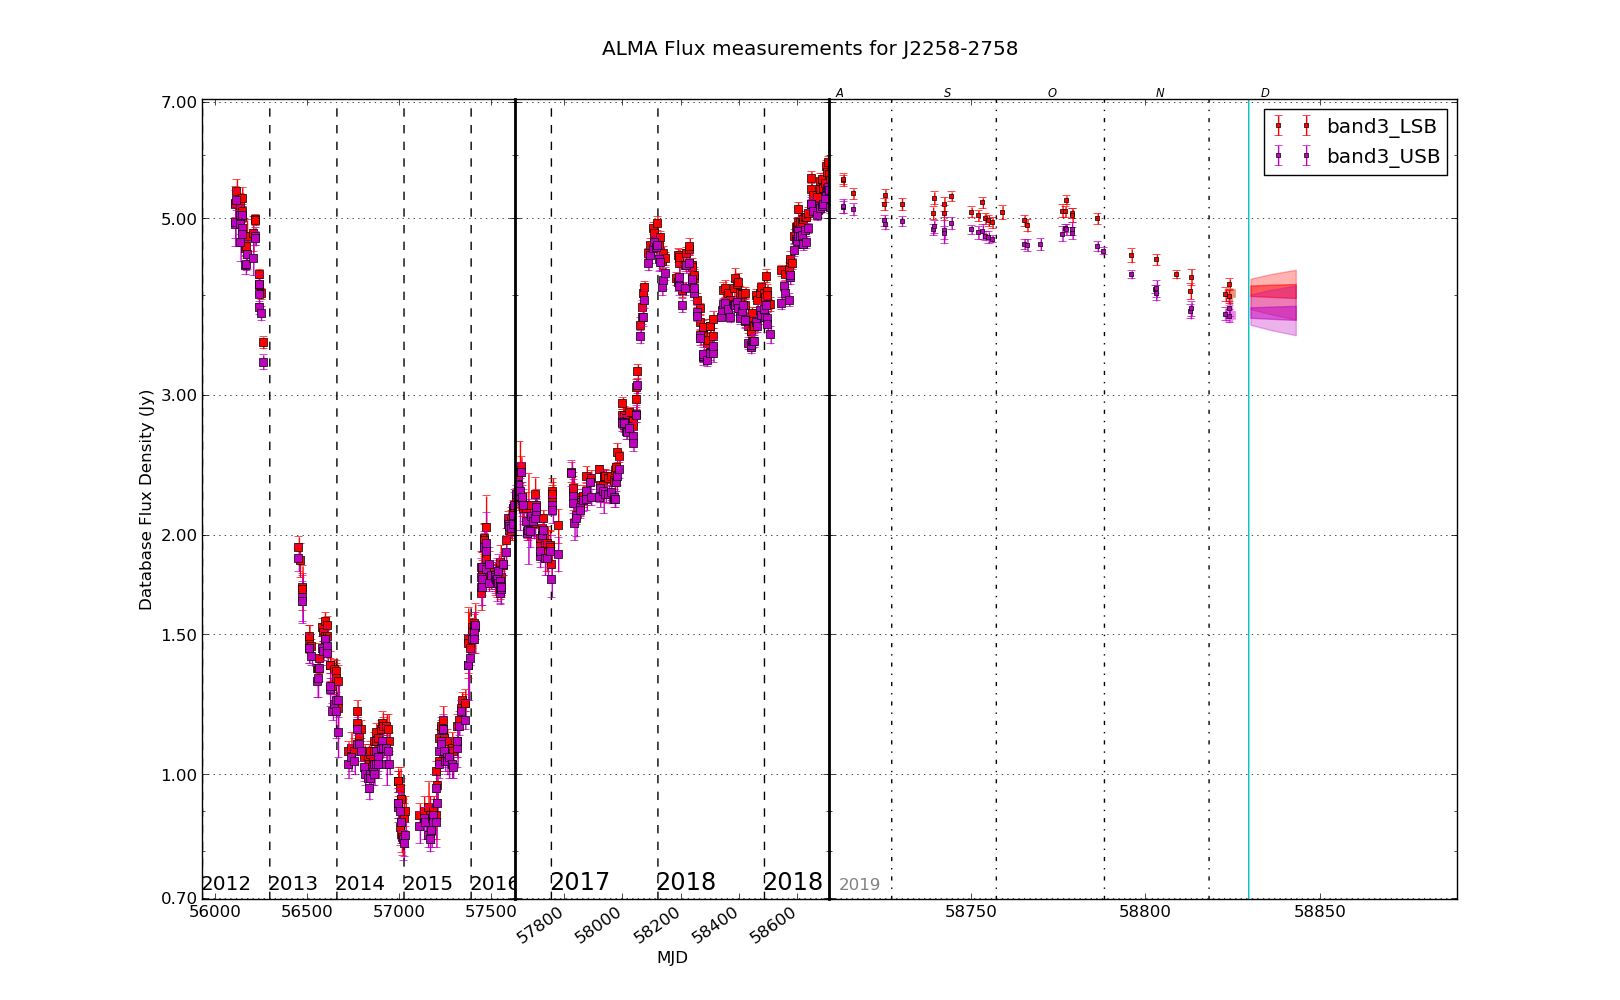 ALMA Flux measurements for J2258-2758
A S O N D
7.00
5.00
3.00
2.00
1.50
1.00
0.70
Database Flux Density (Jy)
band3_LSB
band3_USB
2012 2013 2014 2015 2016 2017 2018 2018 2019
56000 56500 57000 57500 57800 58000 58200 58400 58600 58750 58800 58850
MJD